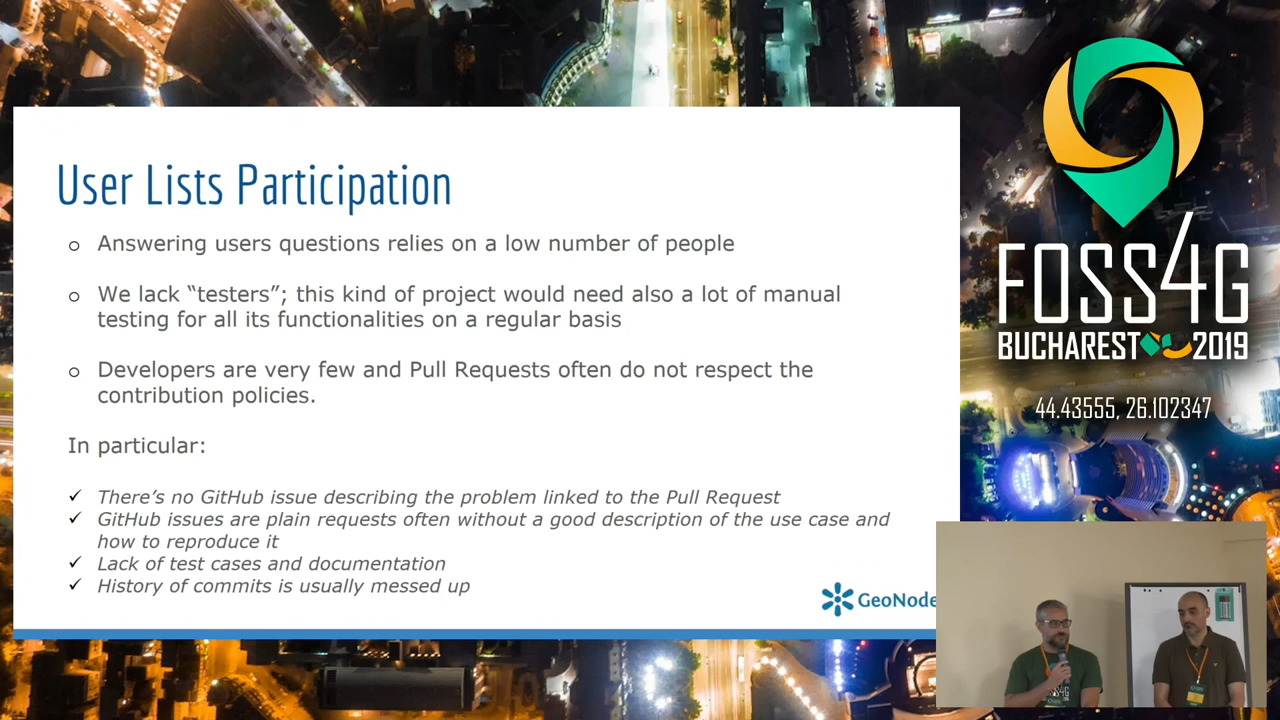 User Lists Participation
o Answering users questions relies on a low number of people
o We lack “testers”; this kind of project would need also a lot of manual
testing for all its functionalities on a regular basis
o Developers are very few and Pull Requests often do not respect the
contribution policies.
In particular:
✓ There’s no GitHub issue describing the problem linked to the Pull Request
✓ GitHub issues are plain requests often without a good description of the use case and
how to reproduce it
✓ Lack of test cases and documentation
✓ History of commits is usually messed up
GeoNode
FOSS4G
BUCHAREST 2019
44.43555, 26.102347
FOSS4G